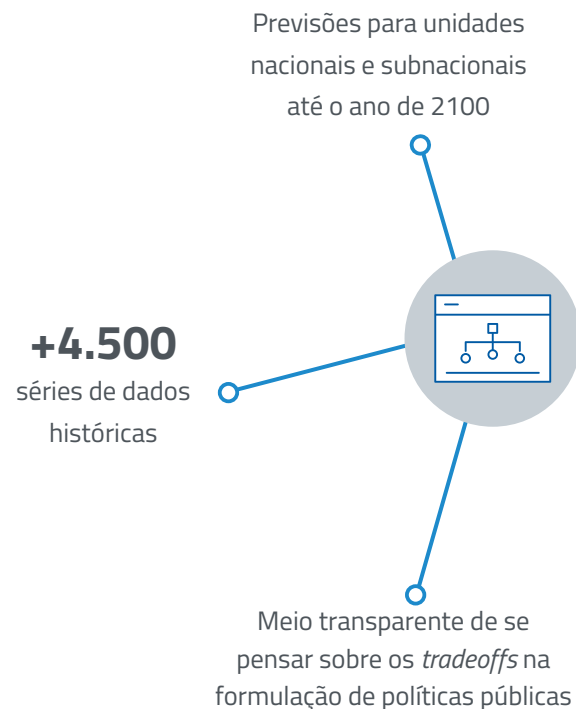 Previsões para unidades
nacionais e subnacionais
até o ano de 2100
+4.500
séries de dados
históricas
Meio transparente de se
pensar sobre os tradeoffs na
formulação de políticas públicas